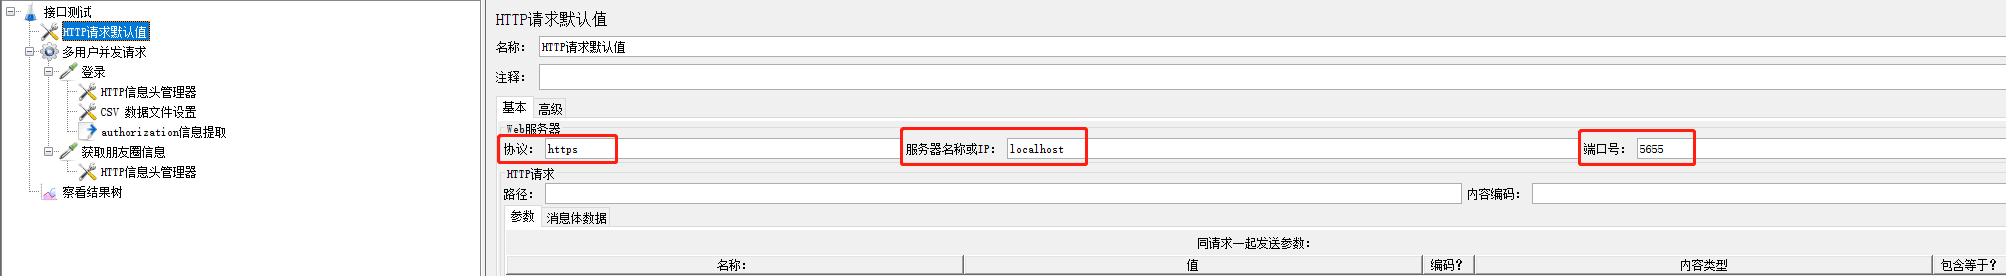 接口测试
HTTP请求默认值
多用户并发请求
登录
HTTP信息头管理器
CSV 数据文件设置
authorization信息提取
获取朋友圈信息
HTTP信息头管理器
察看结果树
HTTP请求默认值
名称： HTTP请求默认值
注释：
基本 高级
Web服务器
协议： https 服务器名称或IP： localhost 端口号： 5655
HTTP请求
路径： 内容编码：
参数 消息体数据
同请求一起发送参数：
名称： 值 编码？ 内容类型 包含等于？